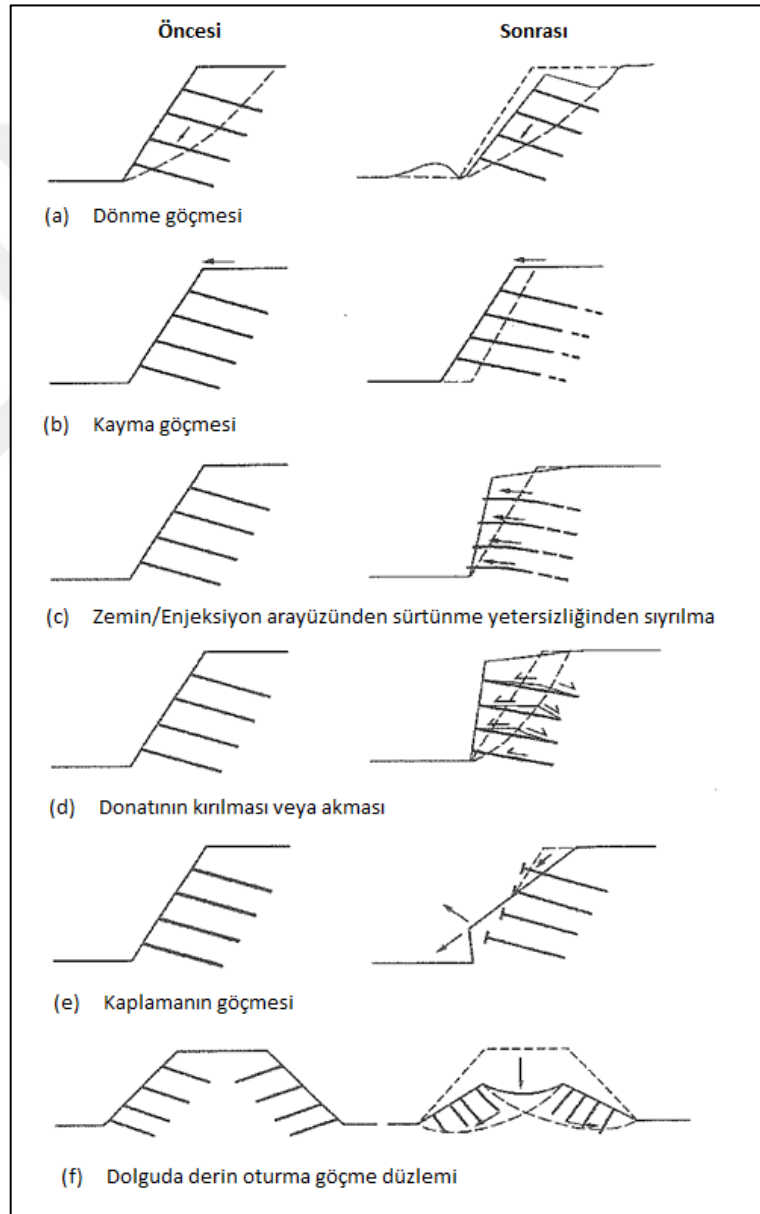 Öncesi Sonrası
(a) Dönme göçmesi
(b) Kayma göçmesi
(c) Zemin/Enjeksiyon arayüzünden sürtünme yetersizliğinden sıyrılma
(d) Donatının kırılması veya akması
(e) Kaplamanın göçmesi
(f) Dolguda derin oturma göçme düzlemi